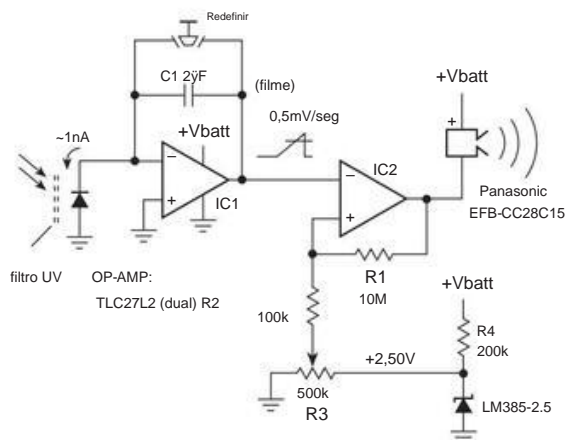 Redefinir
C1 2ÿF
(filme)
+Vbatt
~1nA
+Vbatt
0,5mV/seg
−
+
IC1
IC2
−
+
+
Panasonic
EFB-CC28C15
filtro UV
OP-AMP:
TLC27L2 (dual) R2
R1
10M
+Vbatt
100k
R4
200k
+2,50V
500k
R3
LM385-2.5